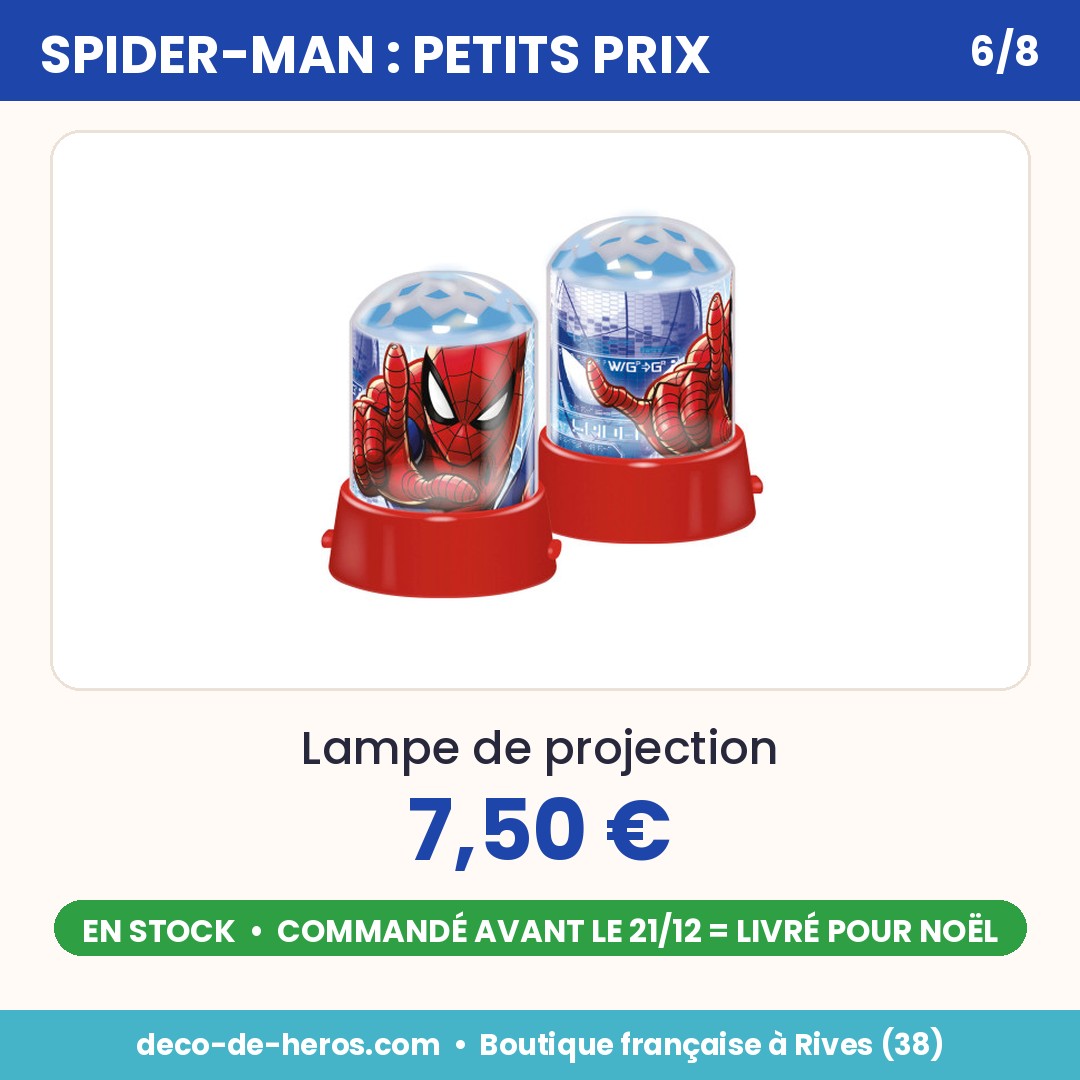 SPIDER-MAN : PETITS PRIX
6/8
Lampe de projection
7,50 €
EN STOCK • COMMANDÉ AVANT LE 21/12 = LIVRÉ POUR NOËL
deco-de-heros.com • Boutique française à Rives (38)